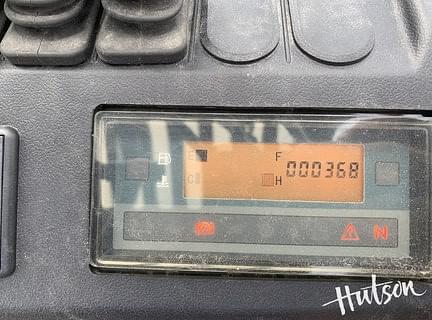 E F 000368
C H
N
Hutson